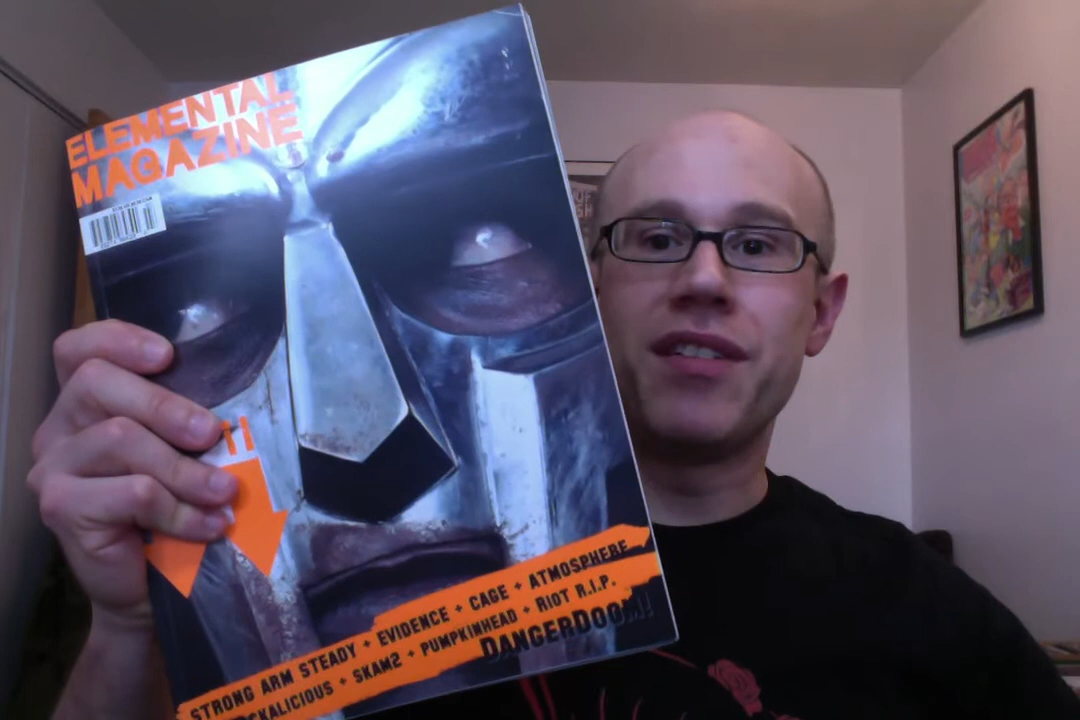 ELEMENTAL
MAGAZINE
STRONG ARM STEADY + EVIDENCE + CAGE + ATMOSPHERE
SKAM2 + PUMPKINHEAD + RIOT R.I.P.
DANGERDOOM!